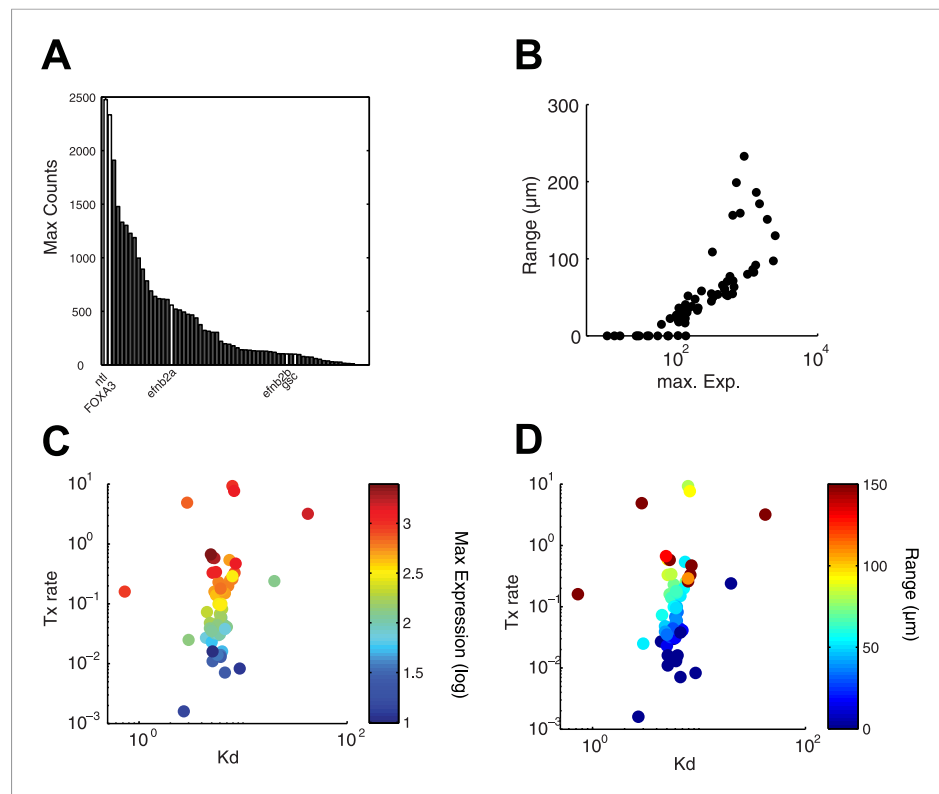 A
B
2500
2000
1500
1000
500
0
Max Counts
ntl
FOXA3
efnb2a
efnb2b
gsc
300
200
100
0
Range (μm)
10^2
10^4
max. Exp.
C
D
10^1
10^0
10^-1
10^-2
10^-3
Tx rate
10^0
10^2
Kd
3
2.5
2
1.5
1
Max Expression (log)
10^1
10^0
10^-1
10^-2
10^-3
Tx rate
10^0
10^2
Kd
150
100
50
0
Range (μm)